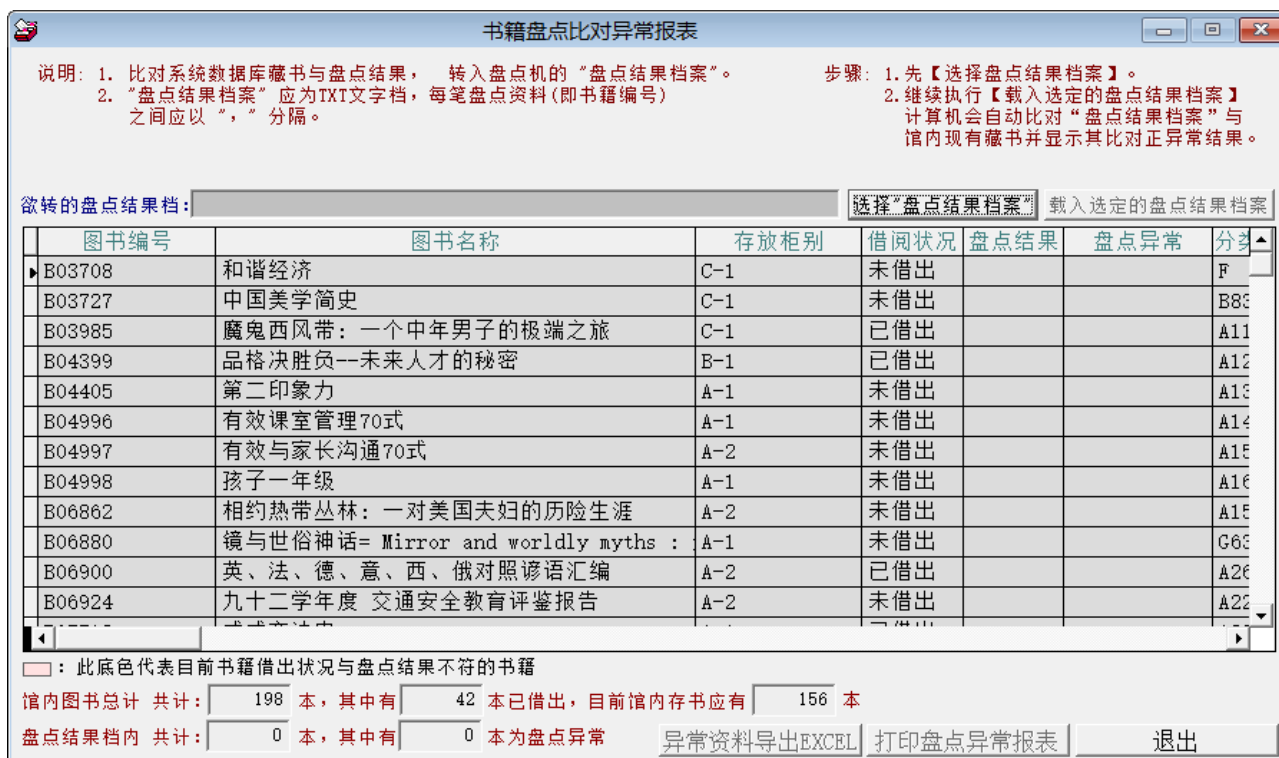 书籍盘点比对异常报表
说明: 1. 比对系统数据库藏书与盘点结果， 转入盘点机的 "盘点结果档案"。
2. "盘点结果档案" 应为TXT文字档，每笔盘点资料(即书籍编号)
之间应以 "，" 分隔。
步骤: 1.先【选择盘点结果档案】。
2.继续执行【载入选定的盘点结果档案】
计算机会自动比对“盘点结果档案”与
馆内现有藏书并显示其比对正异常结果。
欲转的盘点结果档: 选择"盘点结果档案" 载入选定的盘点结果档案
图书编号 图书名称 存放柜别 借阅状况 盘点结果 盘点异常 分类
B03708 和谐经济 C-1 未借出 F
B03727 中国美学简史 C-1 未借出 B83
B03985 魔鬼西风带: 一个中年男子的极端之旅 C-1 已借出 A11
B04399 品格决胜负--未来人才的秘密 B-1 已借出 A12
B04405 第二印象力 A-1 未借出 A13
B04996 有效课室管理70式 A-1 未借出 A14
B04997 有效与家长沟通70式 A-2 未借出 A15
B04998 孩子一年级 A-1 未借出 A16
B06862 相约热带丛林: 一对美国夫妇的历险生涯 A-2 未借出 A15
B06880 镜与世俗神话= Mirror and worldly myths : A-1 未借出 G63
B06900 英、法、德、意、西、俄对照谚语汇编 A-2 已借出 A26
B06924 九十二学年度 交通安全教育评鉴报告 A-2 未借出 A22
: 此底色代表目前书籍借出状况与盘点结果不符的书籍
馆内图书总计 共计: 198 本，其中有 42 本已借出，目前馆内存书应有 156 本
盘点结果档内 共计: 0 本，其中有 0 本为盘点异常 异常资料导出EXCEL 打印盘点异常报表 退出